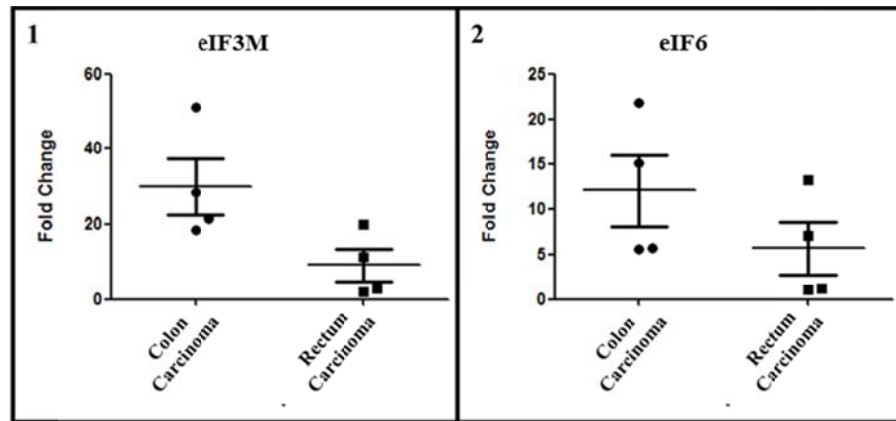 1
eIF3M
Fold Change
60
40
20
0
Colon
Carcinoma
Rectum
Carcinoma
2
eIF6
Fold Change
25
20
15
10
5
0
Colon
Carcinoma
Rectum
Carcinoma